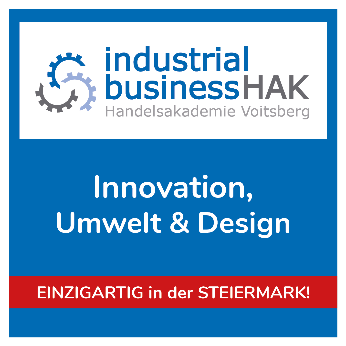 industrial
businessHAK
Handelsakademie Voitsberg
Innovation,
Umwelt & Design
EINZIGARTIG in der STEIERMARK!